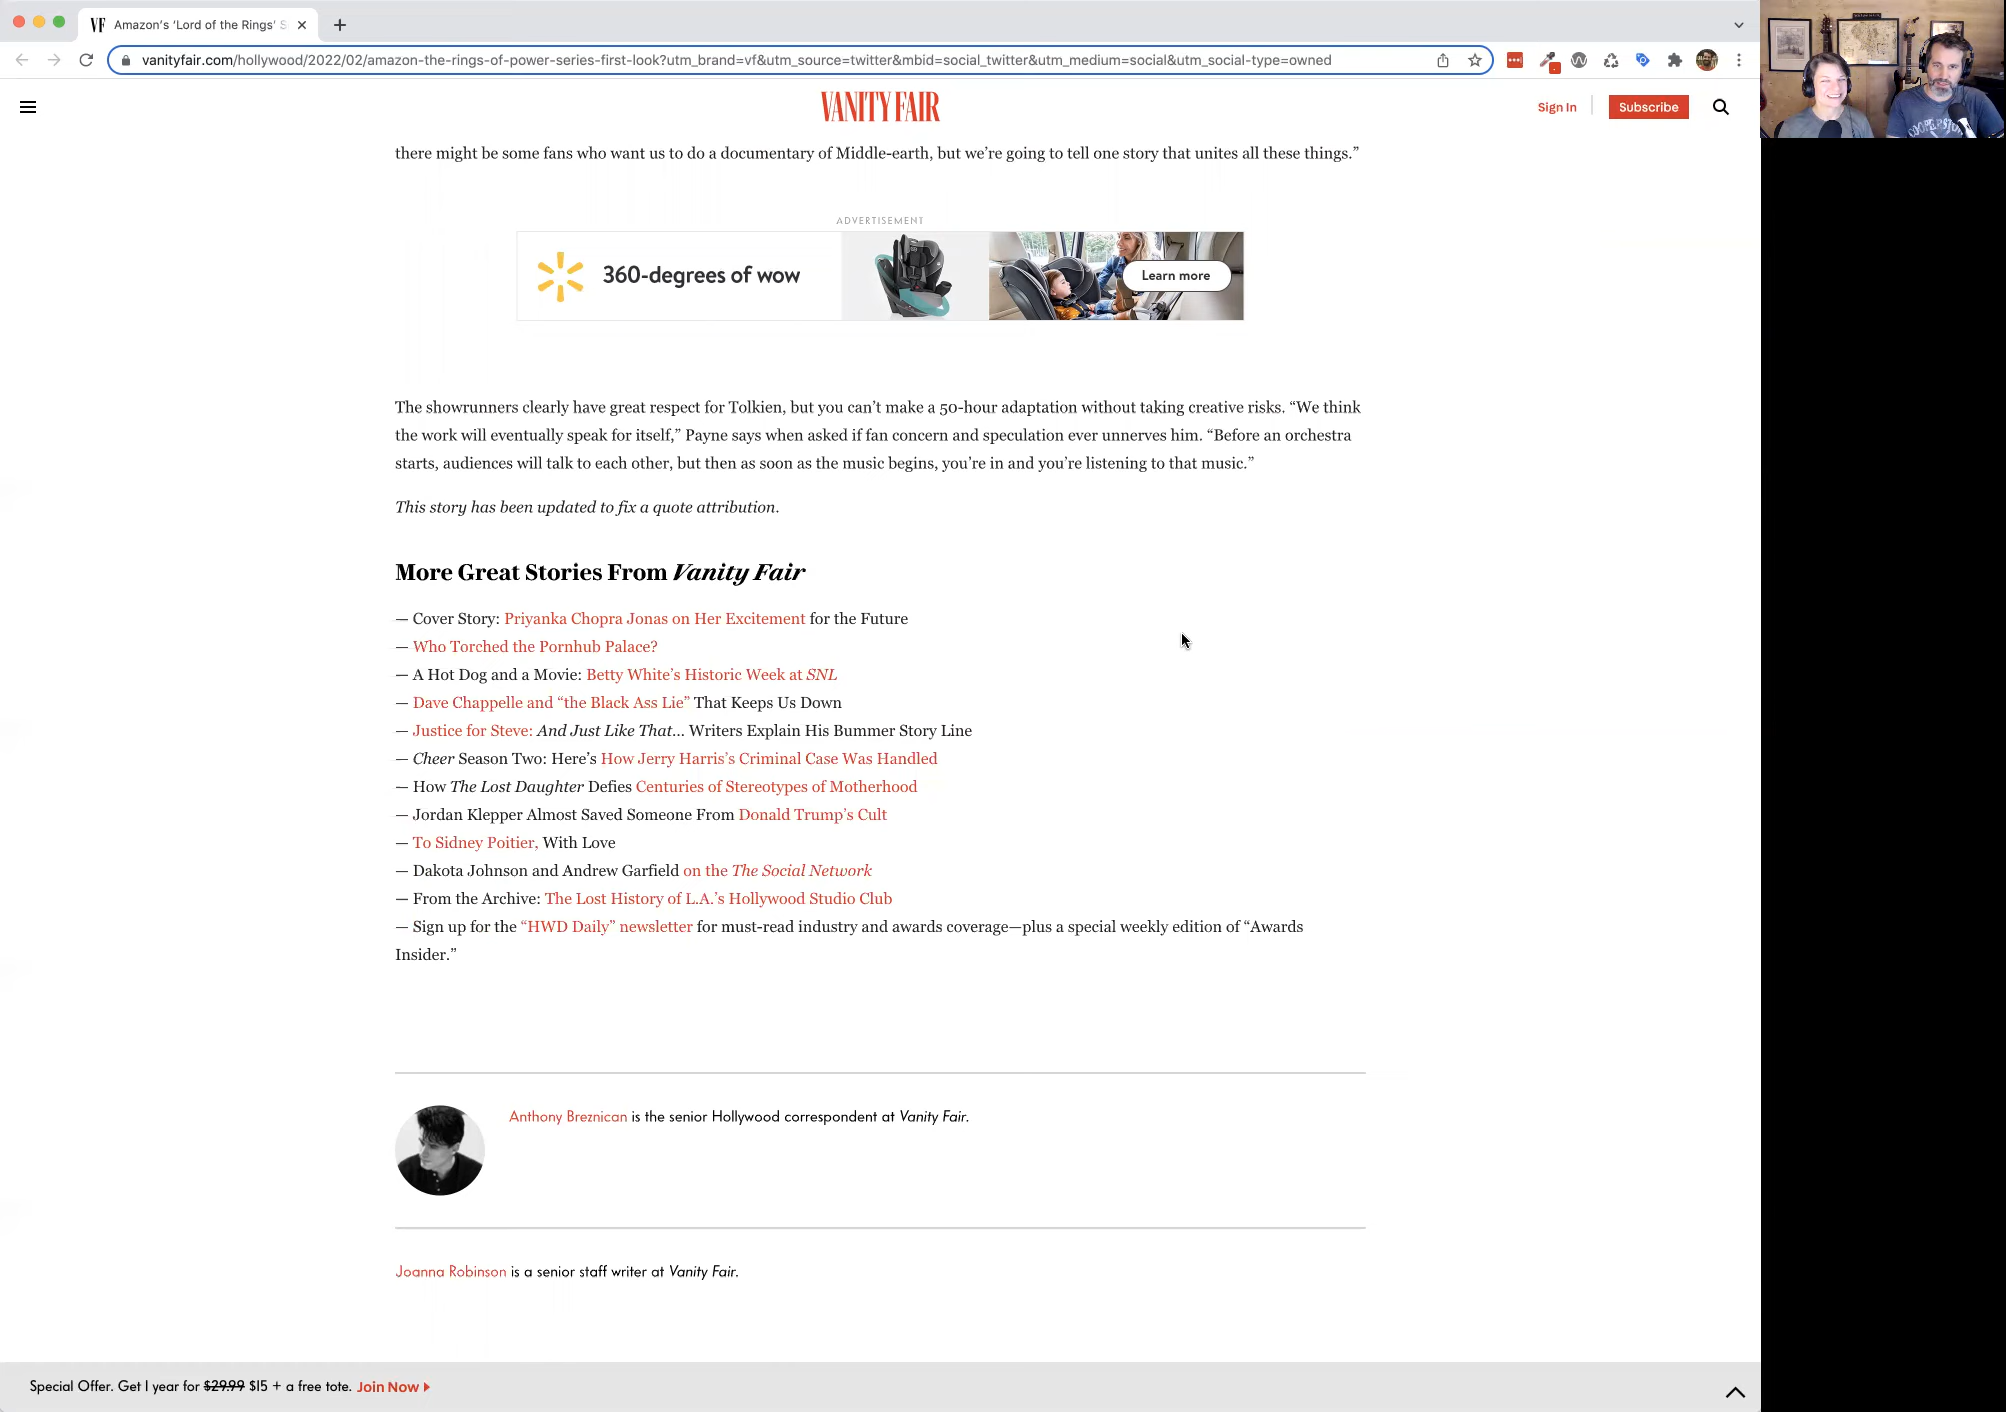 VF Amazon's 'Lord of the Rings' S
vanityfair.com/hollywood/2022/02/amazon-the-rings-of-power-series-first-look?utm_brand=vf&utm_source=twitter&mbid=social_twitter&utm_medium=social&utm_social-type=owned
VANITY FAIR
Sign In
Subscribe
there might be some fans who want us to do a documentary of Middle-earth, but we're going to tell one story that unites all these things."
ADVERTISEMENT
360-degrees of wow
Learn more
The showrunners clearly have great respect for Tolkien, but you can't make a 50-hour adaptation without taking creative risks. "We think
the work will eventually speak for itself," Payne says when asked if fan concern and speculation ever unnerves him. "Before an orchestra
starts, audiences will talk to each other, but then as soon as the music begins, you're in and you're listening to that music."
This story has been updated to fix a quote attribution.
More Great Stories From Vanity Fair
— Cover Story: Priyanka Chopra Jonas on Her Excitement for the Future
— Who Torched the Pornhub Palace?
— A Hot Dog and a Movie: Betty White's Historic Week at SNL
— Dave Chappelle and "the Black Ass Lie" That Keeps Us Down
— Justice for Steve: And Just Like That... Writers Explain His Bummer Story Line
— Cheer Season Two: Here's How Jerry Harris's Criminal Case Was Handled
— How The Lost Daughter Defies Centuries of Stereotypes of Motherhood
— Jordan Klepper Almost Saved Someone From Donald Trump's Cult
— To Sidney Poitier, With Love
— Dakota Johnson and Andrew Garfield on the The Social Network
— From the Archive: The Lost History of L.A.'s Hollywood Studio Club
— Sign up for the "HWD Daily" newsletter for must-read industry and awards coverage—plus a special weekly edition of "Awards
Insider."
Anthony Breznican is the senior Hollywood correspondent at Vanity Fair.
Joanna Robinson is a senior staff writer at Vanity Fair.
Special Offer. Get 1 year for $29.99 $15 + a free tote. Join Now